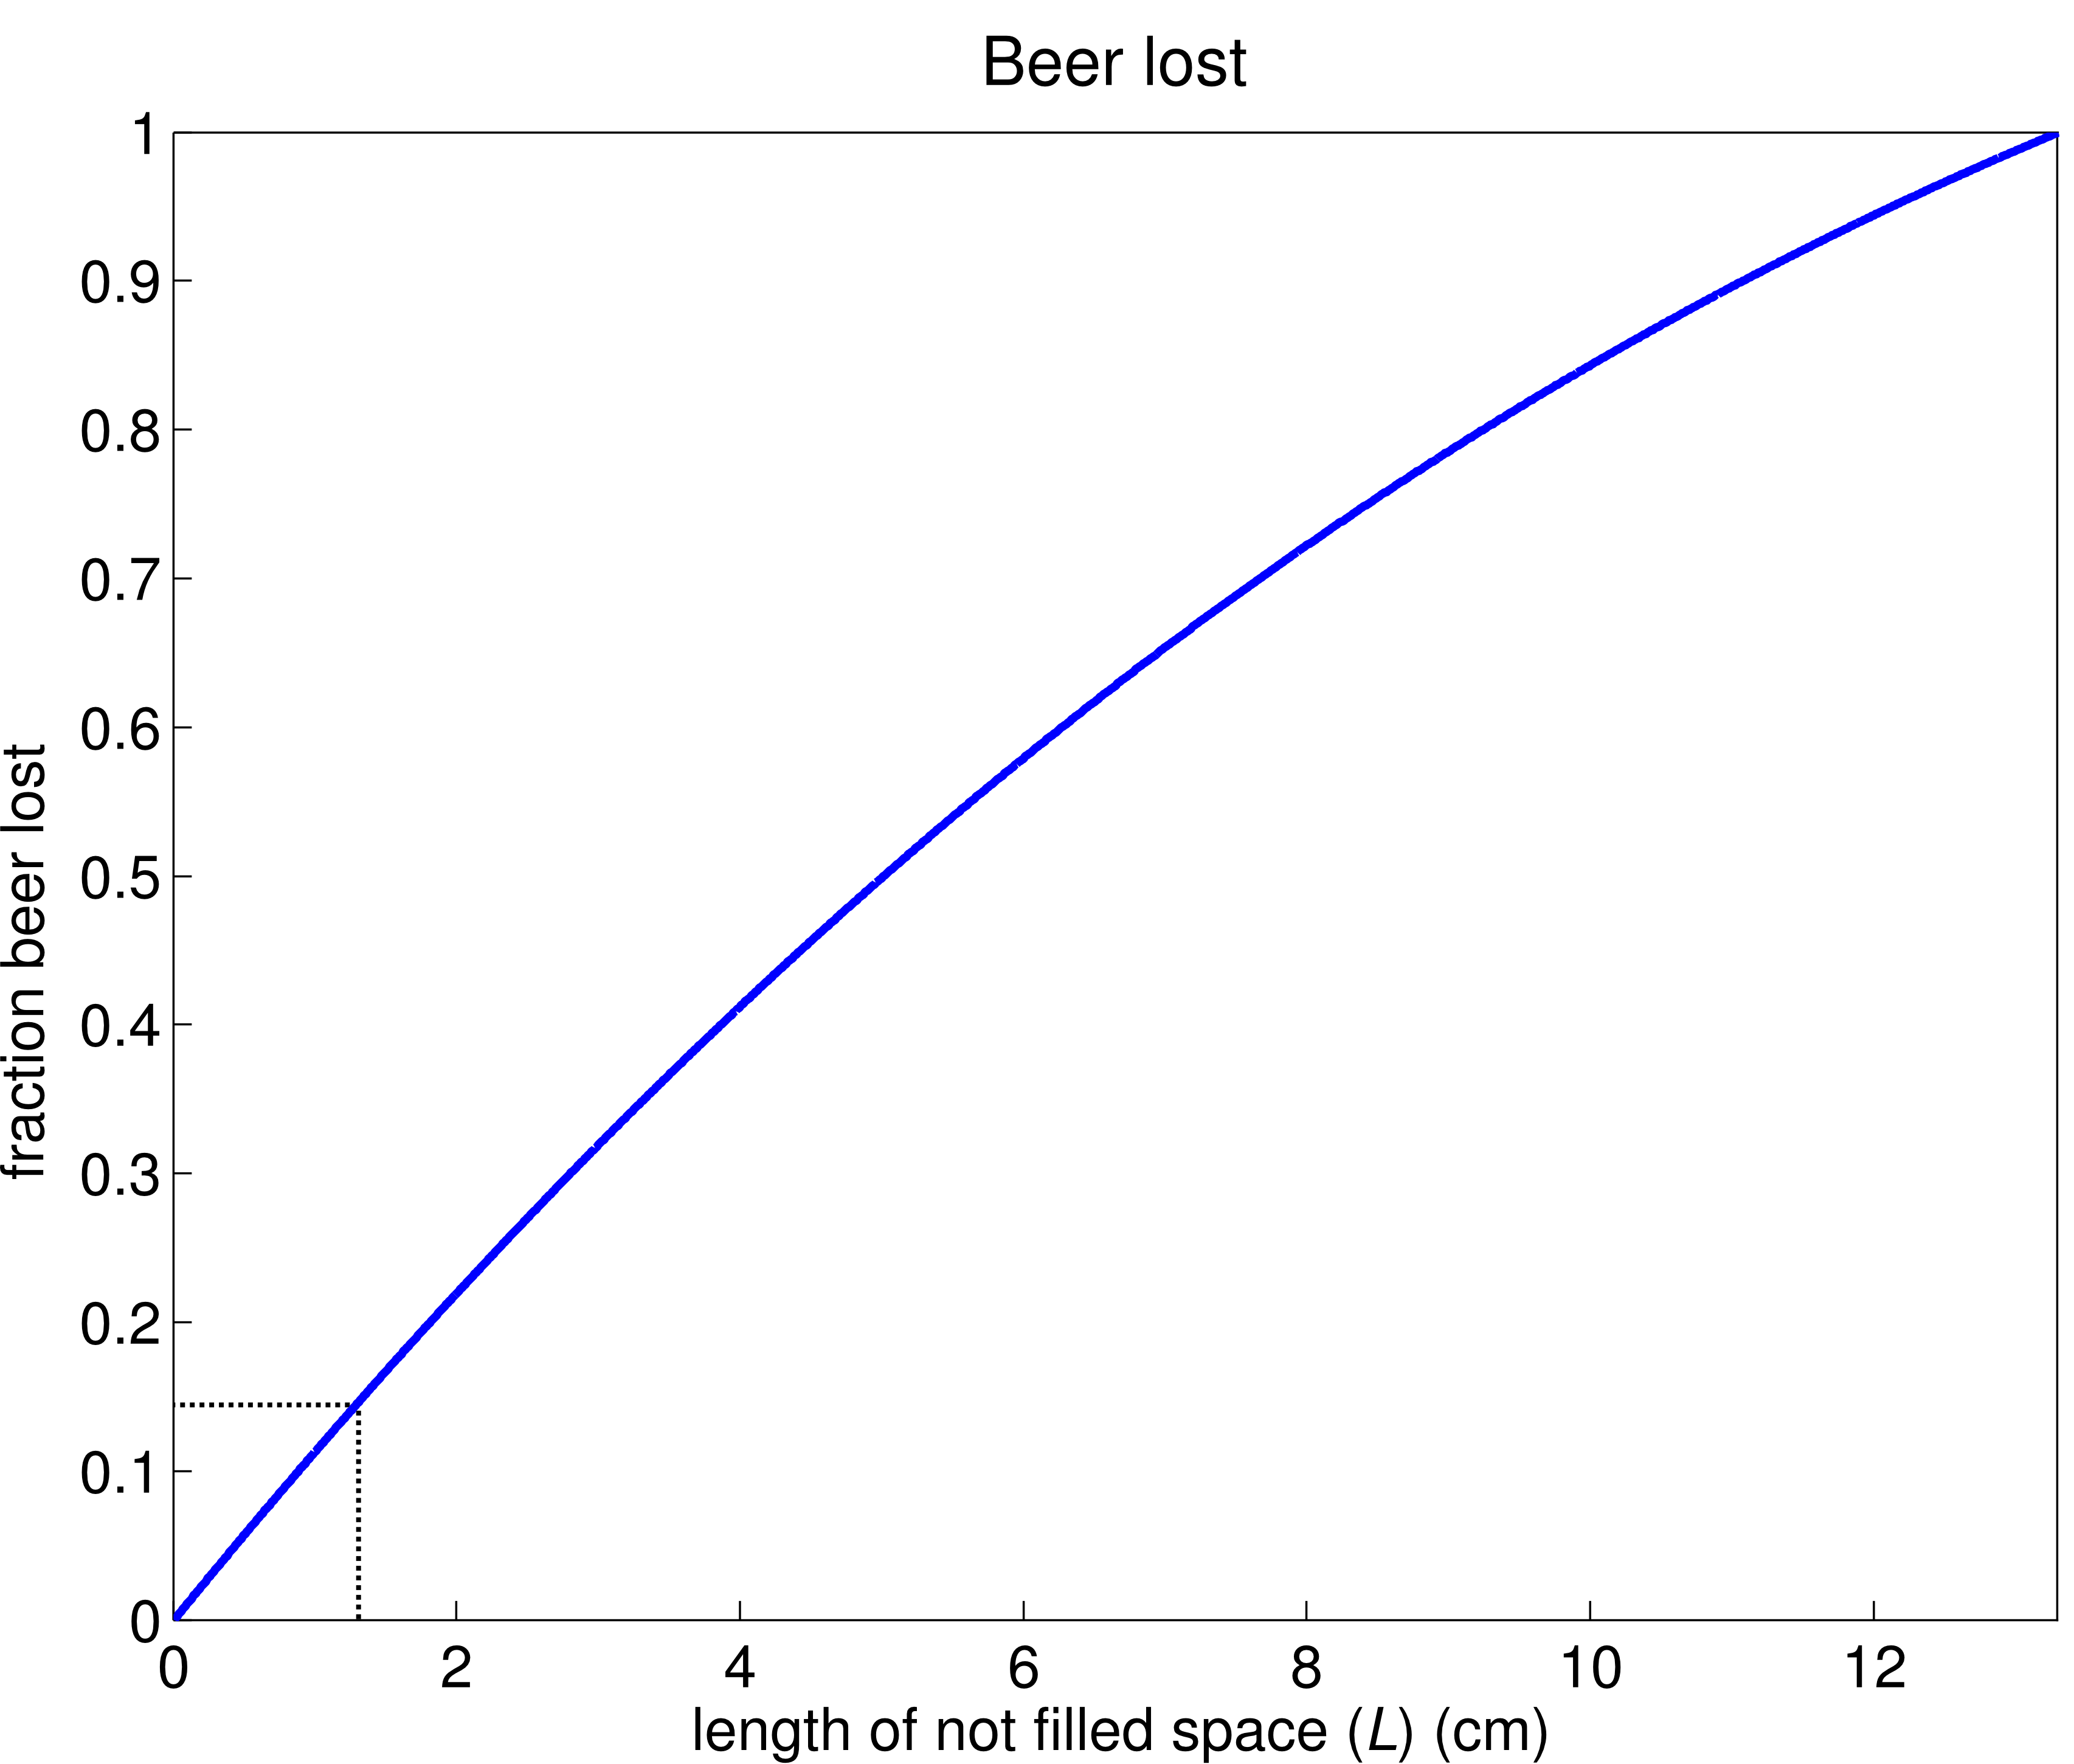 Beer lost
1
0.9
0.8
0.7
0.6
0.5
0.4
0.3
0.2
0.1
0
fraction beer lost
0 2 4 6 8 10 12
length of not filled space (L) (cm)